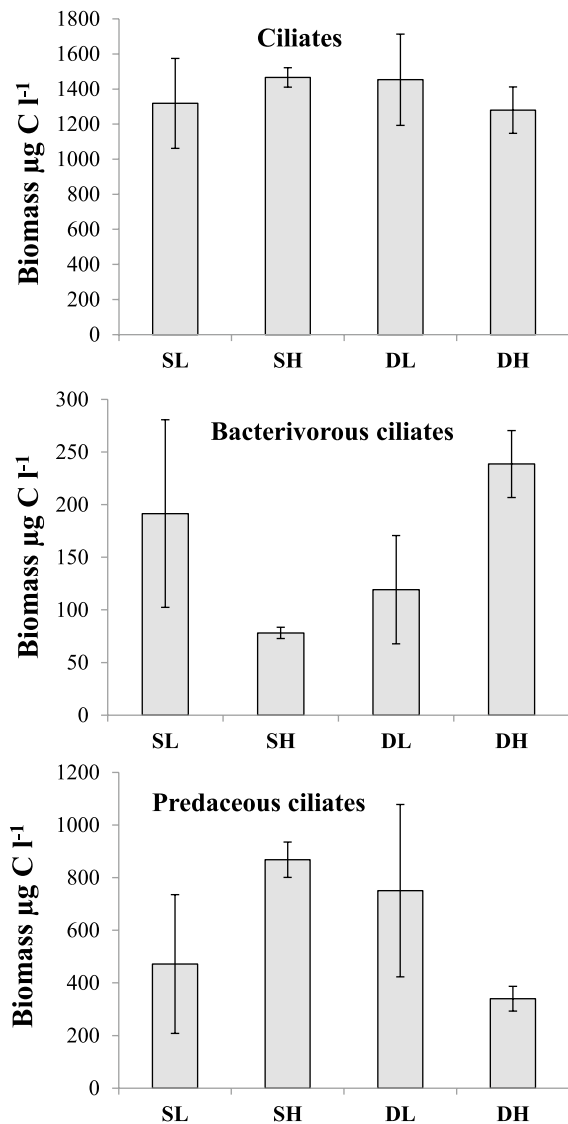 Ciliates
Biomass µg C l-1
1800
1600
1400
1200
1000
800
600
400
200
0
SL SH DL DH
Bacterivorous ciliates
Biomass µg C l-1
300
250
200
150
100
50
0
SL SH DL DH
Predaceous ciliates
Biomass µg C l-1
1200
1000
800
600
400
200
0
SL SH DL DH